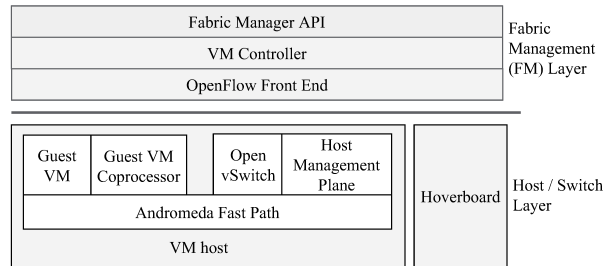 Fabric Manager API
VM Controller
OpenFlow Front End
Fabric
Management
(FM) Layer
Guest
VM
Guest VM
Coprocessor
Open
vSwitch
Host
Management
Plane
Andromeda Fast Path
VM host
Hoverboard
Host / Switch
Layer